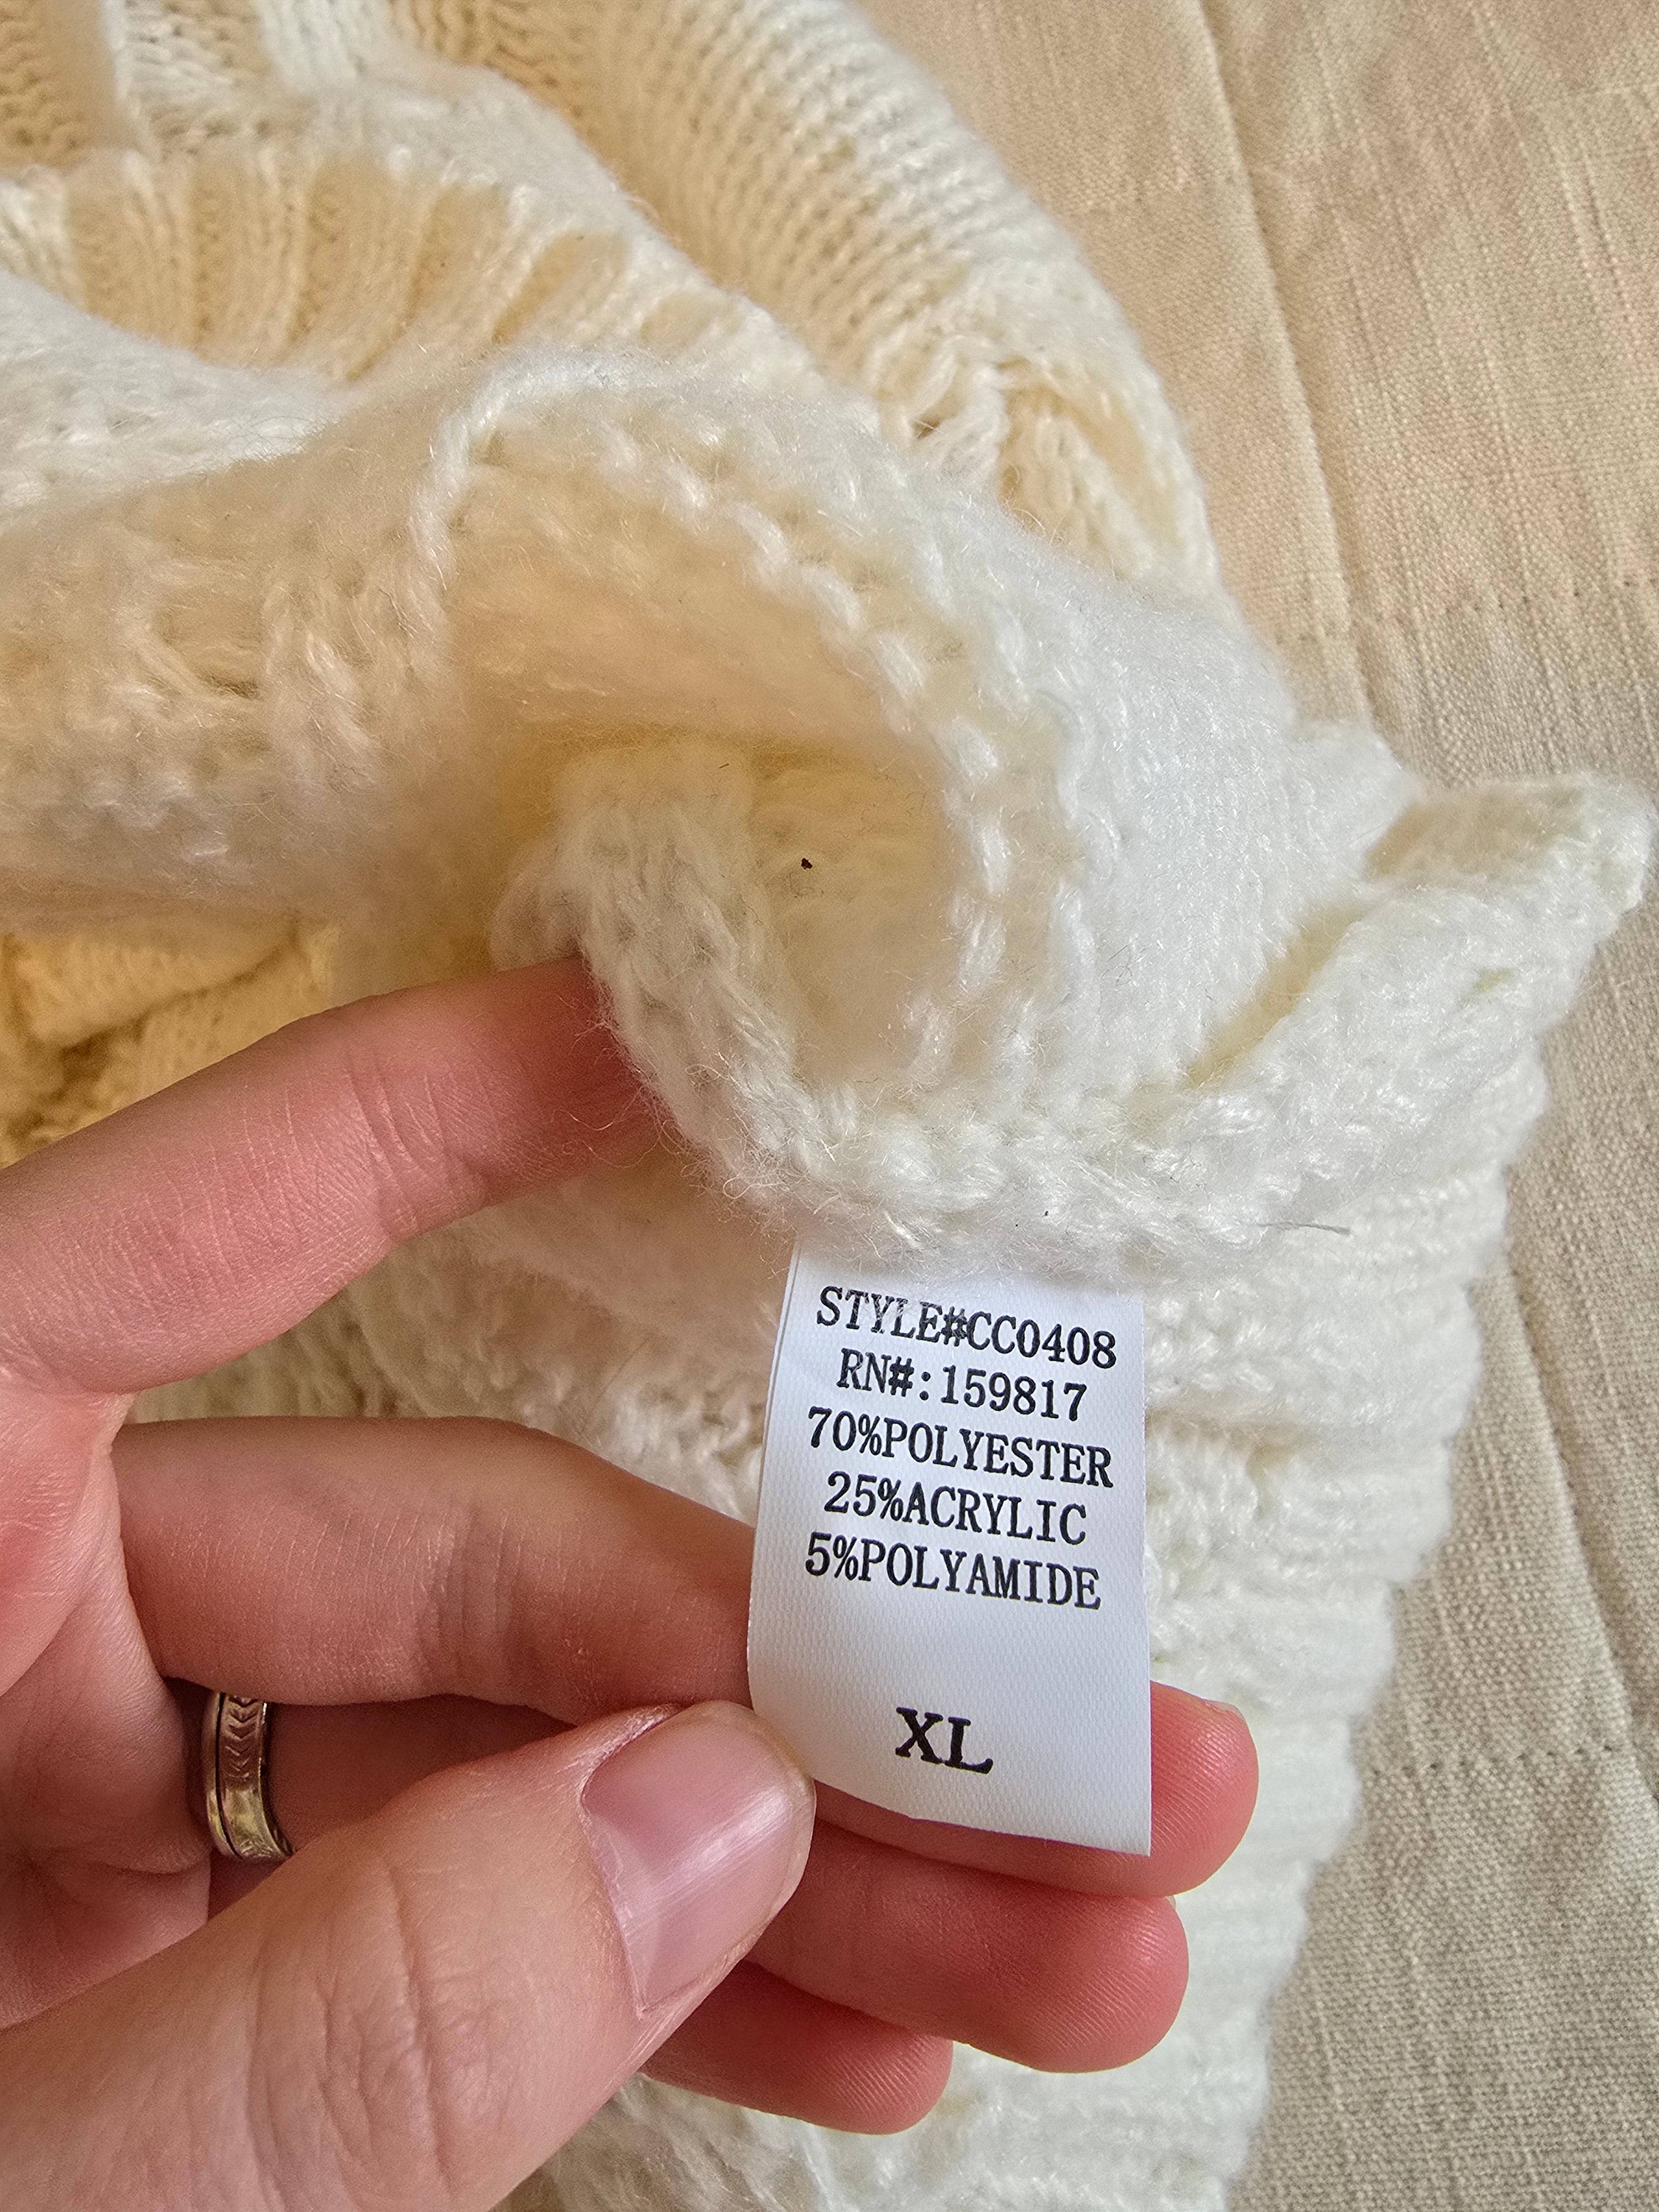 STYLE#CC0408
RN#:159817
70%POLYESTER
25%ACRYLIC
5%POLYAMIDE
XL